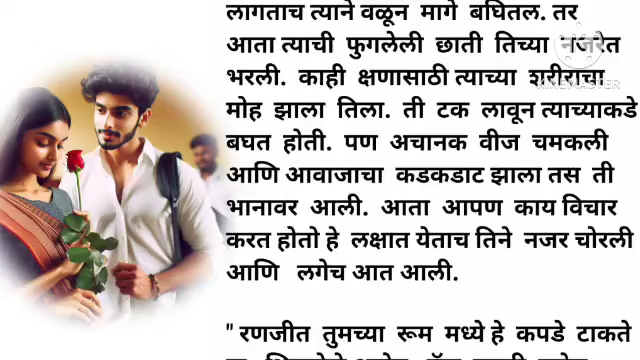 लागताच त्याने वळून मागे बघितल. तर
आता त्याची फुगलेली छाती तिच्या नजरेत
भरली. काही क्षणासाठी त्याच्या शरीराचा
मोह झाला तिला. ती टक लावून त्याच्याकडे
बघत होती. पण अचानक वीज चमकली
आणि आवाजाचा कडकडाट झाला तस ती
भानावर आली. आता आपण काय विचार
करत होतो हे लक्षात येताच तिने नजर चोरली
आणि लगेच आत आली.
" रणजीत तुमच्या रूम मध्ये हे कपडे टाकते
KINEMASTER